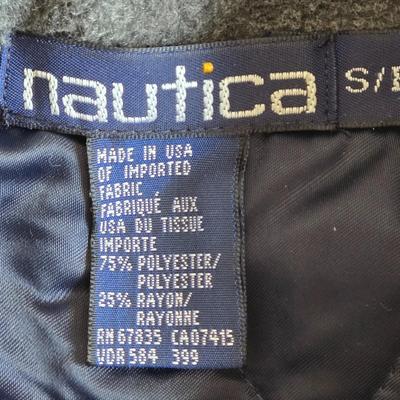 nautica S/
MADE IN USA
OF IMPORTED
FABRIC
FABRIQUÉ AUX
USA DU TISSUE
IMPORTE
75% POLYESTER/
POLYESTER
25% RAYON/
RAYONNE
RN 67835 CA07415
VDR 584 399